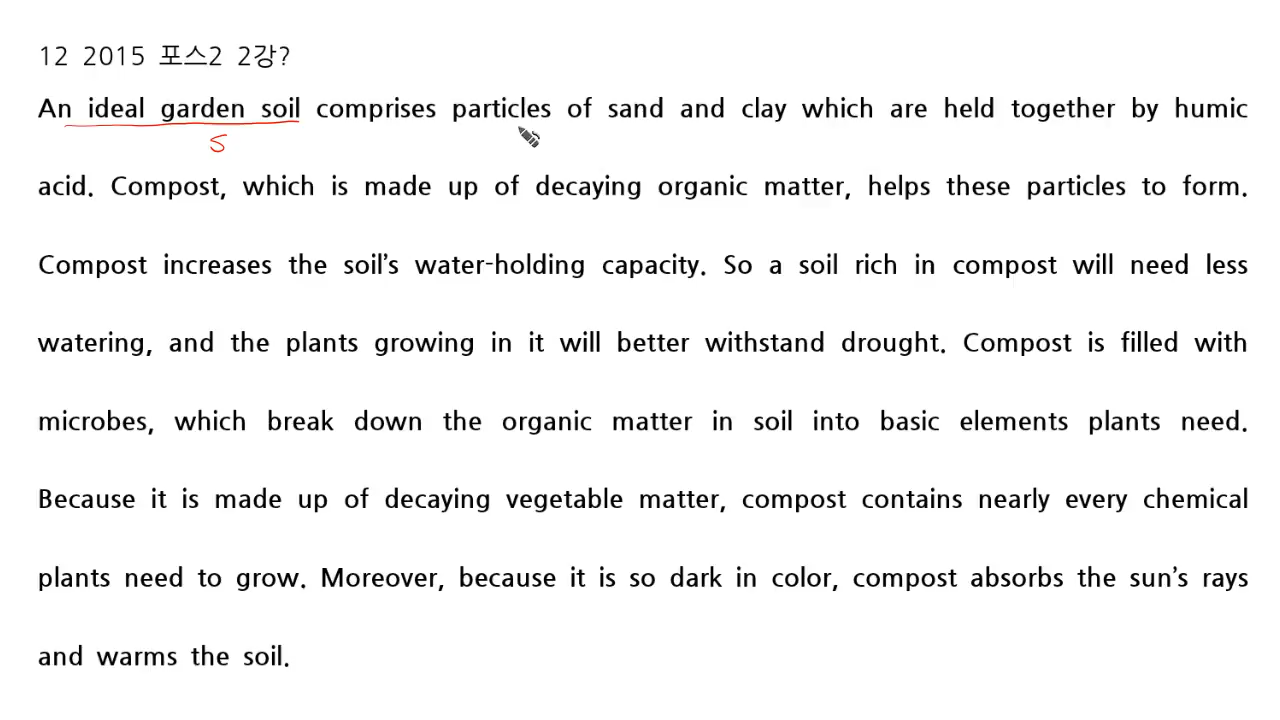 12 2015 포스2 2강?
An ideal garden soil comprises particles of sand and clay which are held together by humic
S
acid. Compost, which is made up of decaying organic matter, helps these particles to form.
Compost increases the soil’s water-holding capacity. So a soil rich in compost will need less
watering, and the plants growing in it will better withstand drought. Compost is filled with
microbes, which break down the organic matter in soil into basic elements plants need.
Because it is made up of decaying vegetable matter, compost contains nearly every chemical
plants need to grow. Moreover, because it is so dark in color, compost absorbs the sun’s rays
and warms the soil.